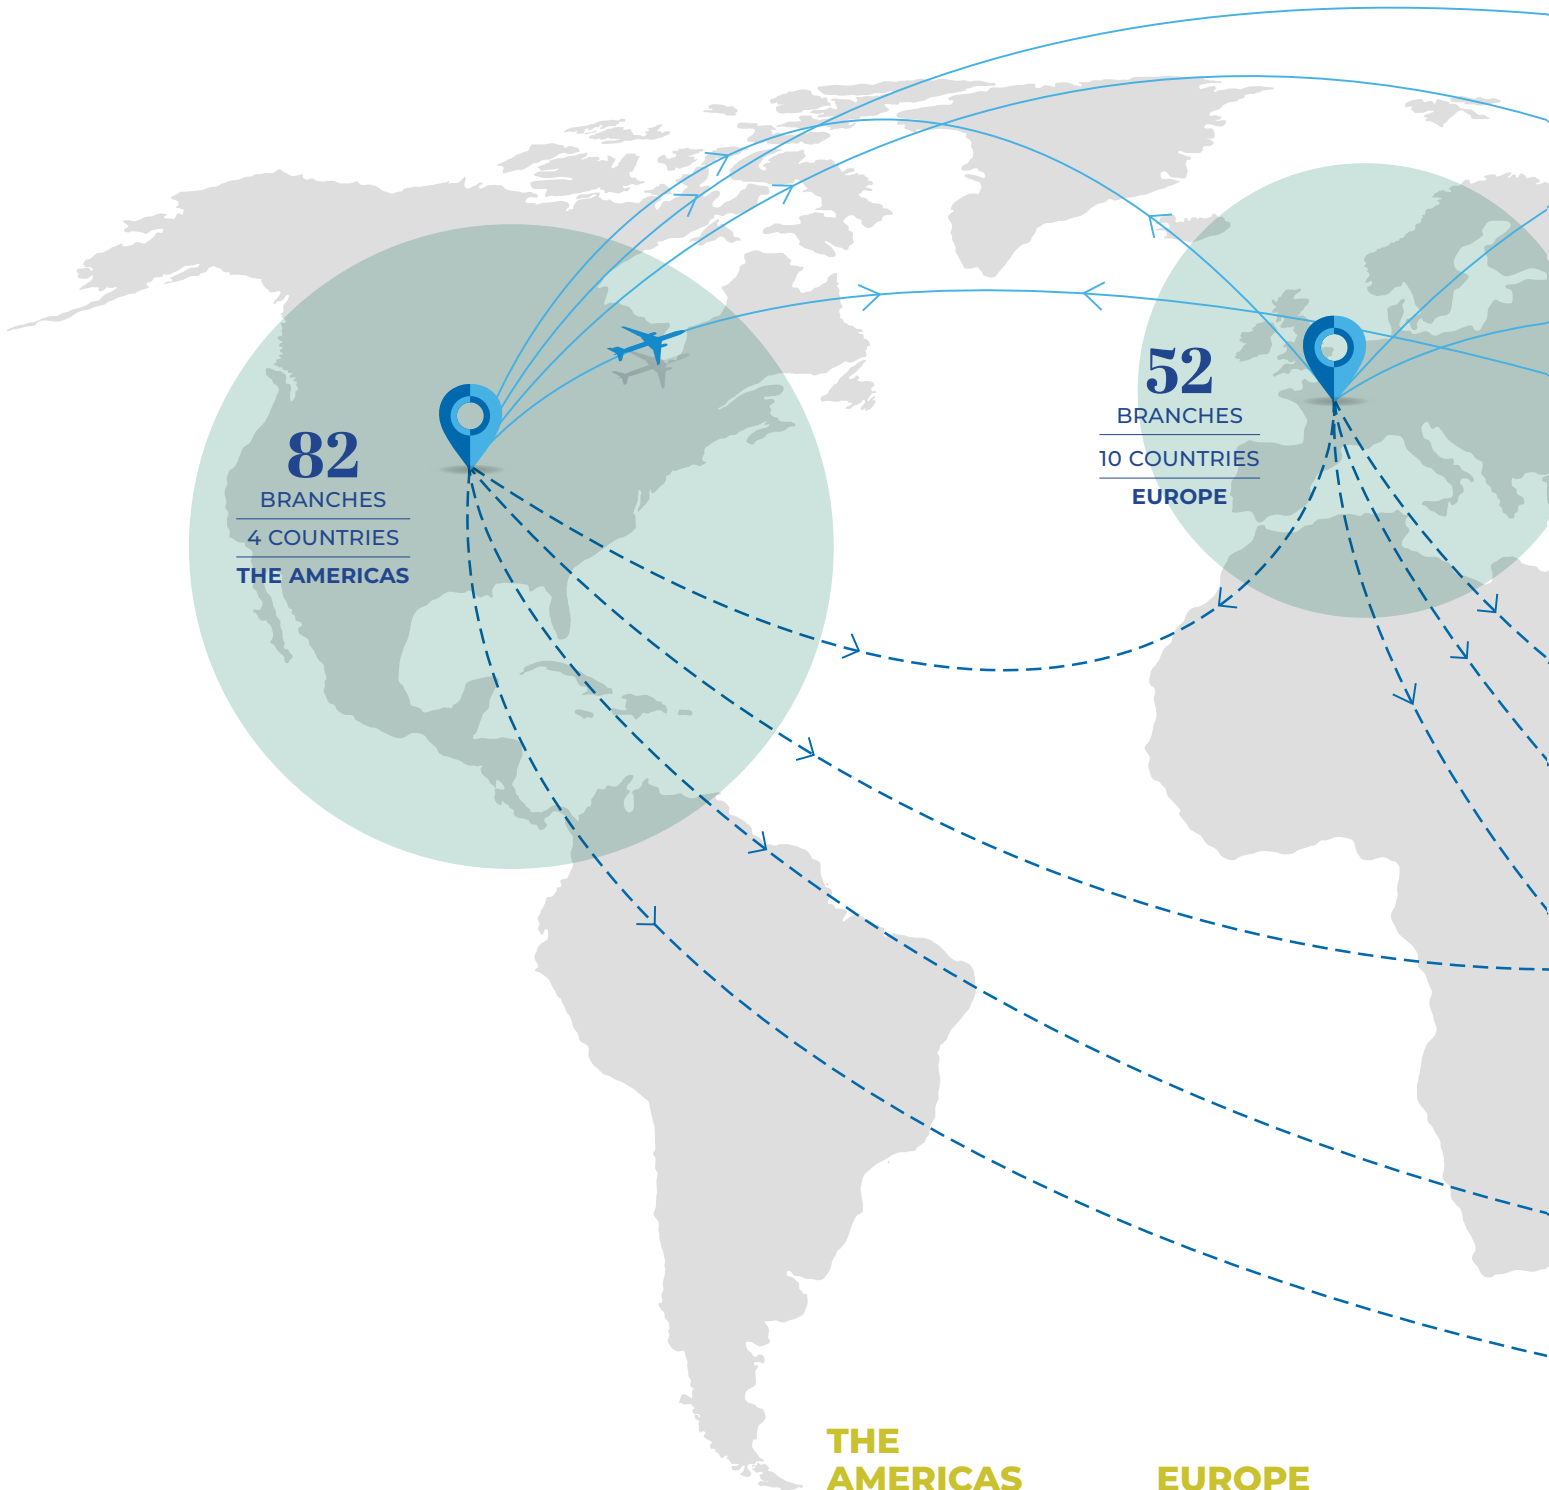 82
BRANCHES
4 COUNTRIES
THE AMERICAS
52
BRANCHES
10 COUNTRIES
EUROPE
THE
AMERICAS
EUROPE